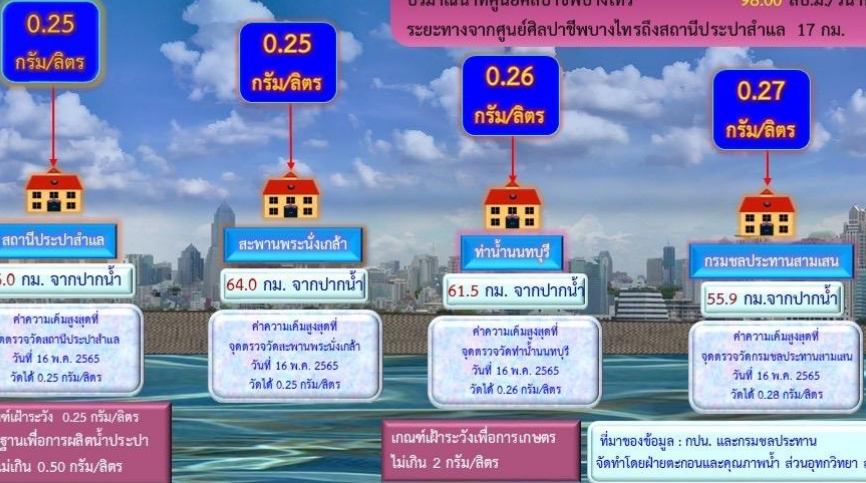 98.00
ระยะทางจากศูนย์ศิลปาชีพบางไทรถึงสถานีประปาสำแล 17 กม.
0.25
กรัม/ลิตร
0.25
กรัม/ลิตร
0.26
กรัม/ลิตร
0.27
กรัม/ลิตร
สถานีประปาสำแล
กม. จากปากน้ำ
ค่าความเค็มสูงสุดที่
วัดสถานีประปาสำแล
วันที่ 16 พ.ค. 2565
วัดได้ 0.25 กรัม/ลิตร
สะพานพระนั่งเกล้า
64.0 กม. จากปากน้ำ
ค่าความเค็มสูงสุดที่
จุดตรวจวัดสะพานพระนั่งเกล้า
วันที่ 16 พ.ค. 2565
วัดได้ 0.25 กรัม/ลิตร
ท่าน้ำนนทบุรี
61.5 กม. จากปากน้ำ
ค่าความเค็มสูงสุดที่
จุดตรวจวัดท่าน้ำนนทบุรี
วันที่ 16 พ.ค. 2565
วัดได้ 0.26 กรัม/ลิตร
กรมชลประทานสามเสน
55.9 กม.จากปากน้ำ
ค่าความเค็มสูงสุดที่
จุดตรวจวัดกรมชลประทานสามเสน
วันที่ 16 พ.ค. 2565
วัดได้ 0.28 กรัม/ลิตร
เฝ้าระวัง 0.25 กรัม/ลิตร
ฐานเพื่อการผลิตน้ำประปา
ไม่เกิน 0.50 กรัม/ลิตร
เกณฑ์เฝ้าระวังเพื่อการเกษตร
ไม่เกิน 2 กรัม/ลิตร
ที่มาของข้อมูล : กปน. และกรมชลประทาน
จัดทำโดยฝ่ายตะกอนและคุณภาพน้ำ ส่วนอุทกวิทยา